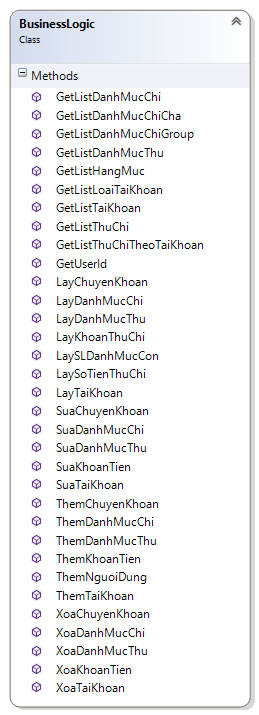 BusinessLogic
Class
Methods
GetListDanhMucChi
GetListDanhMucChiCha
GetListDanhMucChiGroup
GetListDanhMucThu
GetListHangMuc
GetListLoaiTaiKhoan
GetListTaiKhoan
GetListThuChi
GetListThuChiTheoTaiKhoan
GetUserId
LayChuyenKhoan
LayDanhMucChi
LayDanhMucThu
LayKhoanThuChi
LaySLDanhMucCon
LaySoTienThuChi
LayTaiKhoan
SuaChuyenKhoan
SuaDanhMucChi
SuaDanhMucThu
SuaKhoanTien
SuaTaiKhoan
ThemChuyenKhoan
ThemDanhMucChi
ThemDanhMucThu
ThemKhoanTien
ThemNguoiDung
ThemTaiKhoan
XoaChuyenKhoan
XoaDanhMucChi
XoaDanhMucThu
XoaKhoanTien
XoaTaiKhoan